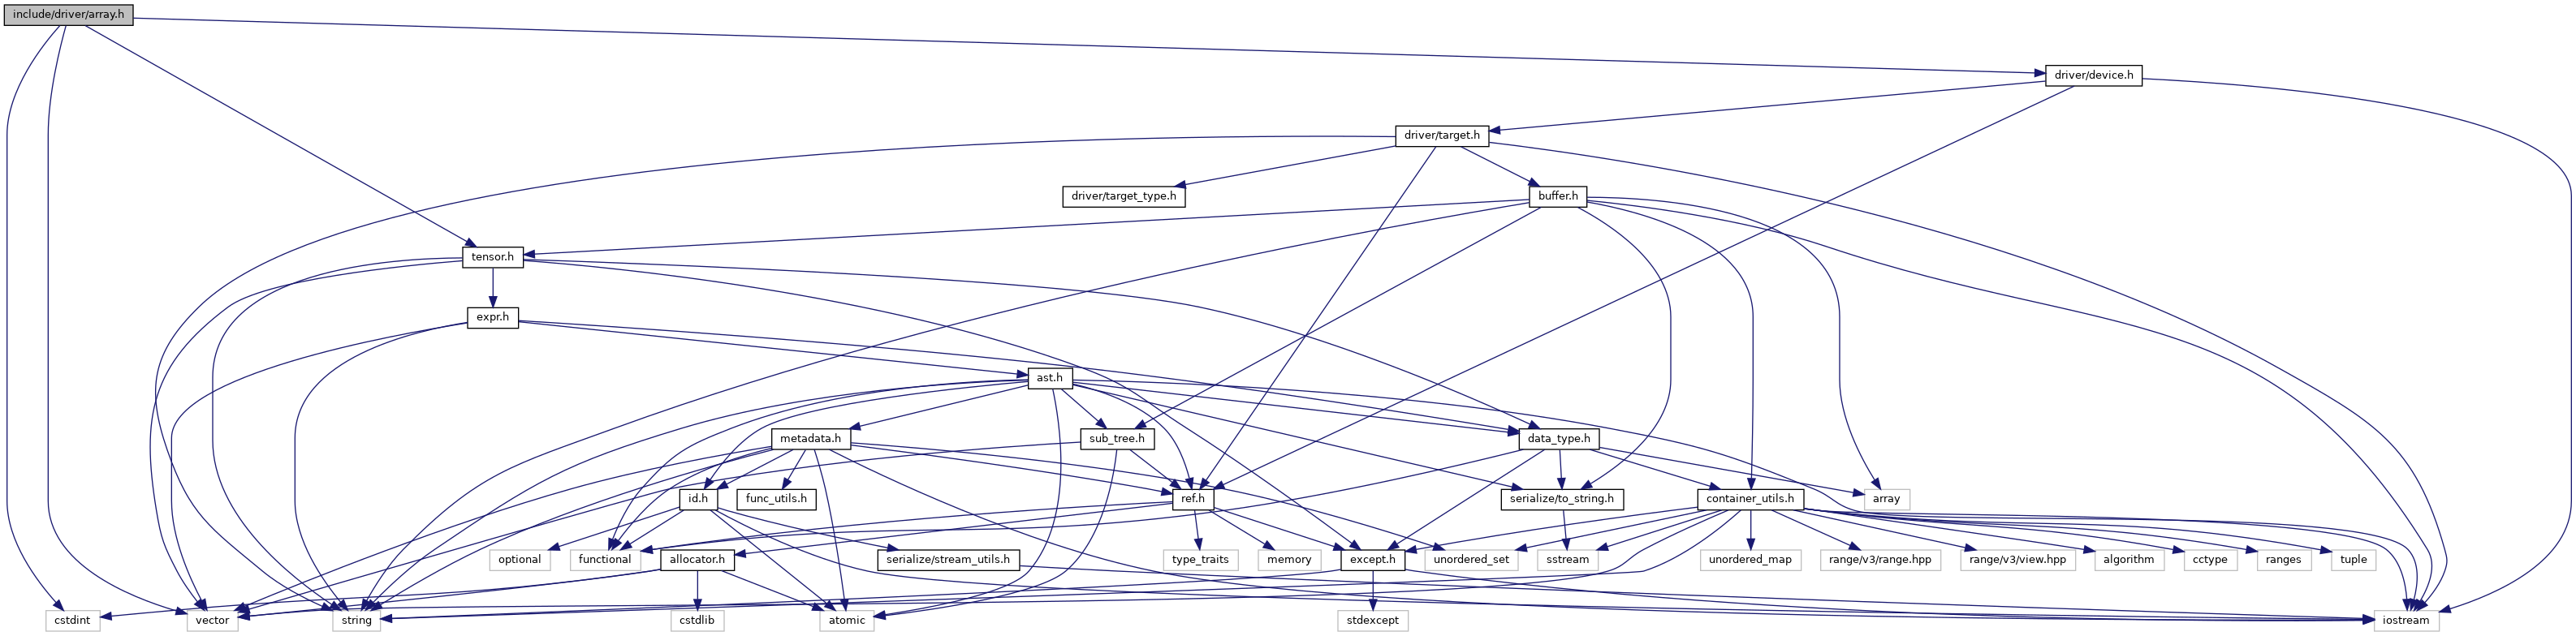 include/driver/array.h
driver/device.h
driver/target.h
driver/target_type.h
buffer.h
tensor.h
expr.h
ast.h
metadata.h
sub_tree.h
data_type.h
id.h
func_utils.h
ref.h
serialize/to_string.h
container_utils.h
array
optional
functional
allocator.h
serialize/stream_utils.h
type_traits
memory
except.h
unordered_set
sstream
unordered_map
range/v3/range.hpp
range/v3/view.hpp
algorithm
cctype
ranges
tuple
cstdint
vector
string
cstdlib
atomic
stdexcept
iostream